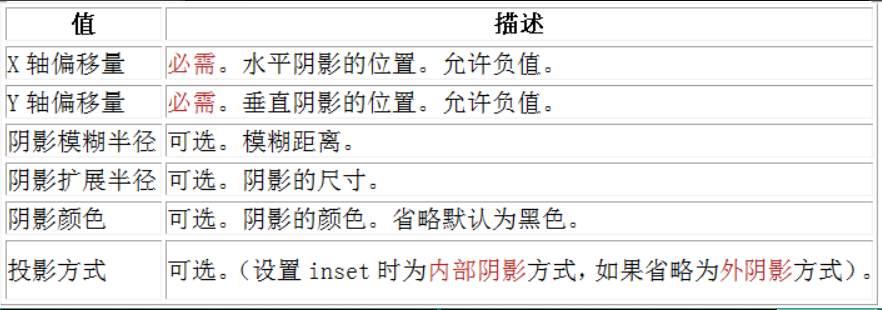 值 描述
X 轴偏移量 必需。水平阴影的位置。允许负值。
Y 轴偏移量 必需。垂直阴影的位置。允许负值。
阴影模糊半径 可选。模糊距离。
阴影扩展半径 可选。阴影的尺寸。
阴影颜色 可选。阴影的颜色。省略默认为黑色。
投影方式 可选。（设置 inset 时为内部阴影方式，如果省略为外阴影方式）。